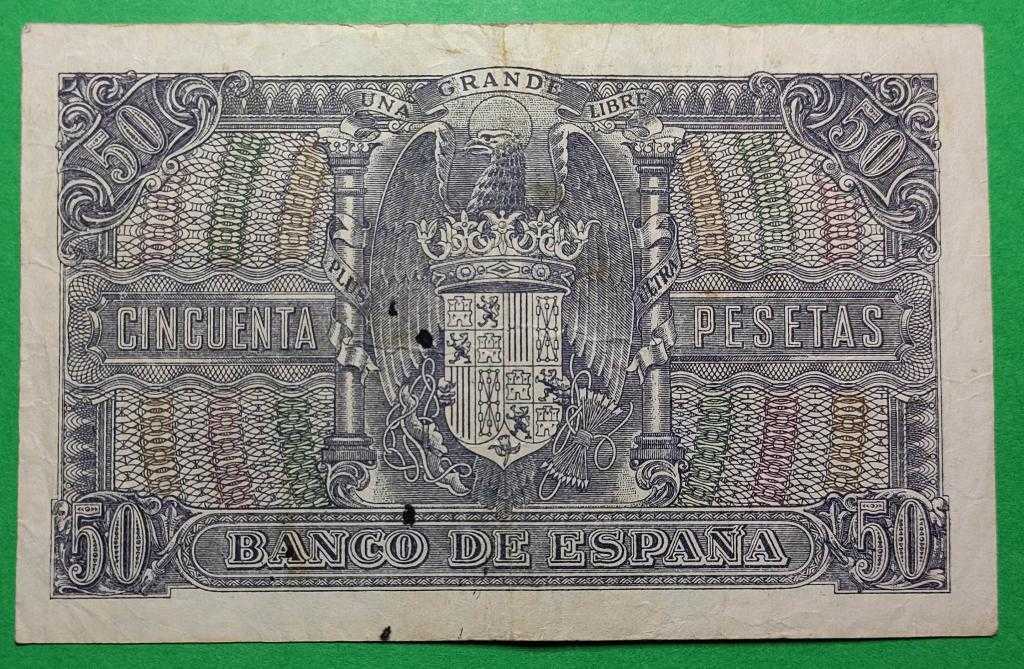 UNA GRANDE LIBRE
50 50
PLUS ULTRA
CINCUENTA PESETAS
50 50
BANCO DE ESPAÑA